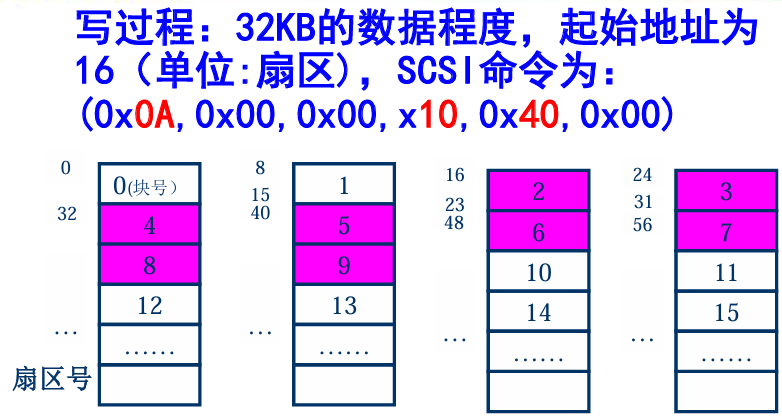 写过程：32KB的数据程度，起始地址为
16（单位:扇区)，SCSI命令为：
(0x0A,0x00,0x00,x10,0x40,0x00)
0 8 16 24
0(块号） 1 2 3
15 23 31
32 40 48 56
4 5 6 7
8 9 10 11
12 13 14 15
… … … …
…… …… …… ……
扇区号